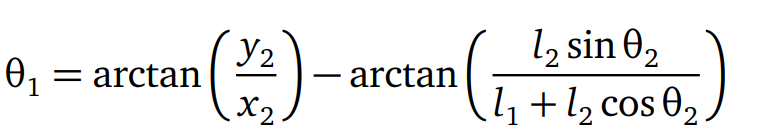 θ₁ = arctan(y₂/x₂) − arctan(l₂ sin θ₂/(l₁ + l₂ cos θ₂))